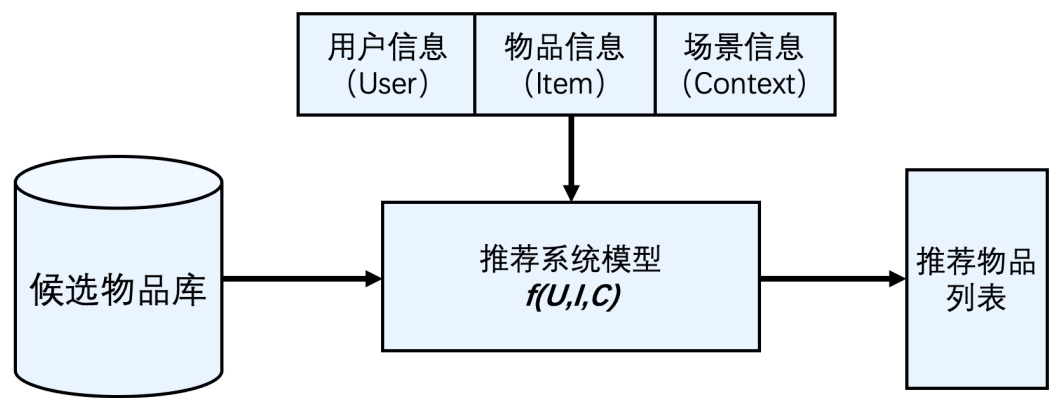 用户信息
（User）
物品信息
（Item）
场景信息
（Context）
候选物品库
推荐系统模型
f(U,I,C)
推荐物品
列表